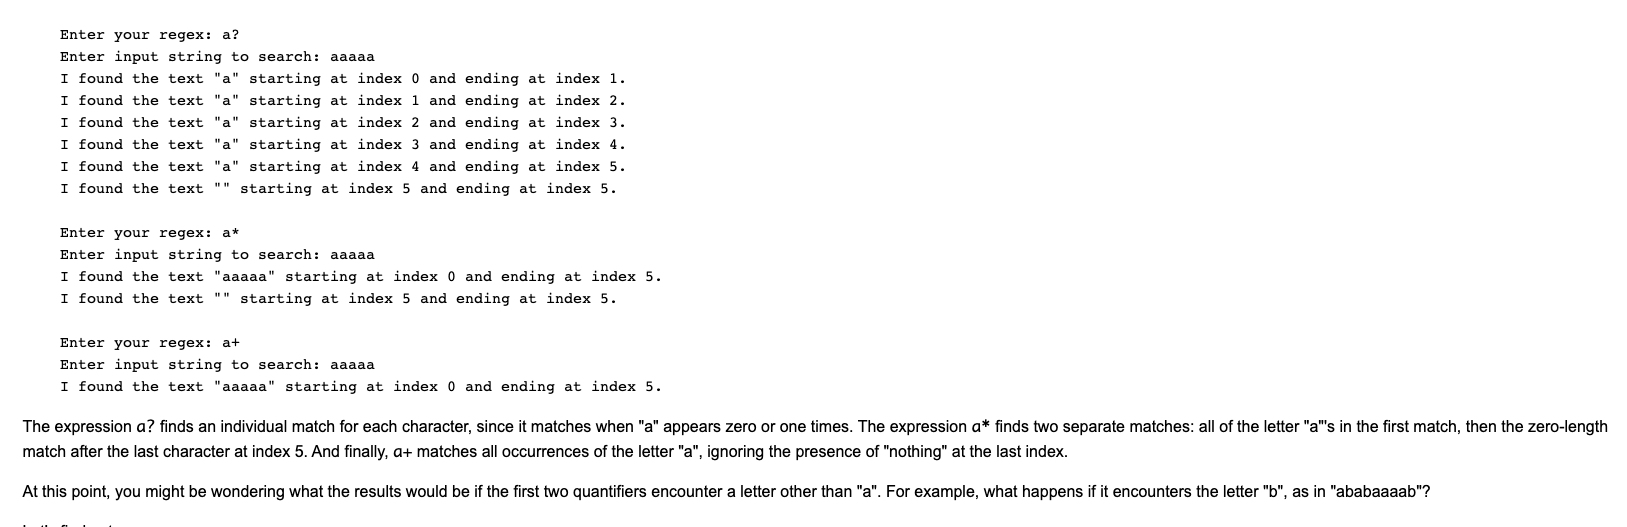 Enter your regex: a?
Enter input string to search: aaaaa
I found the text "a" starting at index 0 and ending at index 1.
I found the text "a" starting at index 1 and ending at index 2.
I found the text "a" starting at index 2 and ending at index 3.
I found the text "a" starting at index 3 and ending at index 4.
I found the text "a" starting at index 4 and ending at index 5.
I found the text "" starting at index 5 and ending at index 5.
Enter your regex: a*
Enter input string to search: aaaaa
I found the text "aaaaa" starting at index 0 and ending at index 5.
I found the text "" starting at index 5 and ending at index 5.
Enter your regex: a+
Enter input string to search: aaaaa
I found the text "aaaaa" starting at index 0 and ending at index 5.
The expression a? finds an individual match for each character, since it matches when "a" appears zero or one times. The expression a* finds two separate matches: all of the letter "a"'s in the first match, then the zero-length
match after the last character at index 5. And finally, a+ matches all occurrences of the letter "a", ignoring the presence of "nothing" at the last index.
At this point, you might be wondering what the results would be if the first two quantifiers encounter a letter other than "a". For example, what happens if it encounters the letter "b", as in "ababaaaab"?